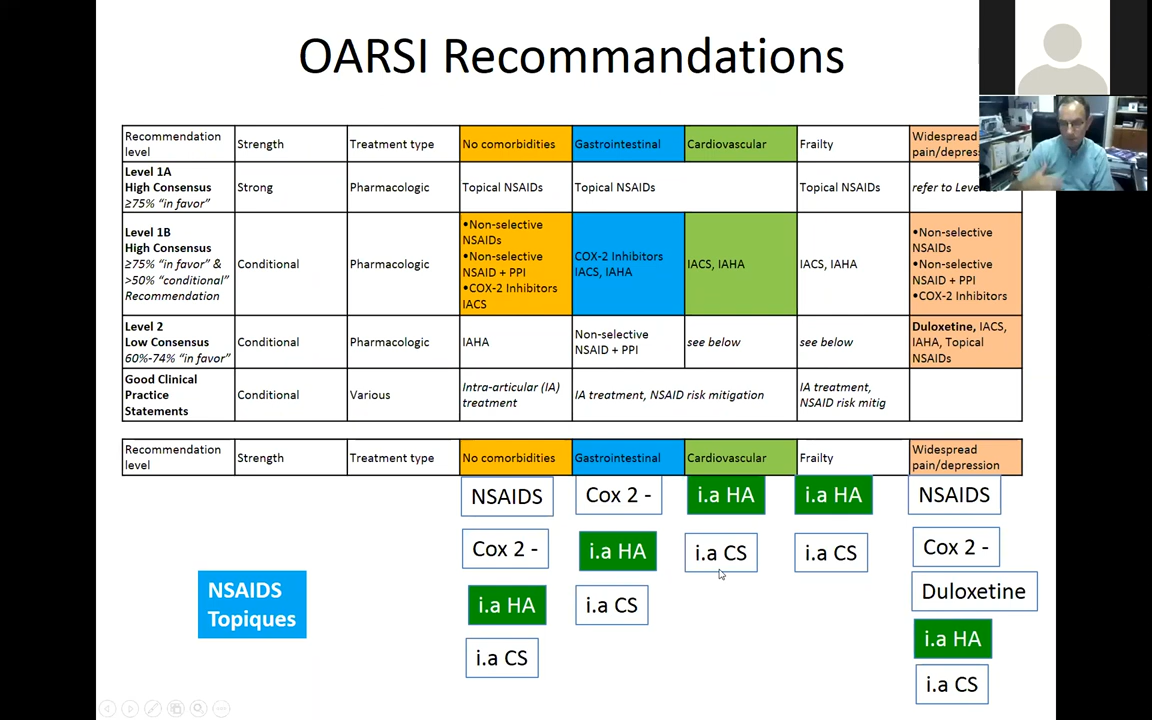 OARSI Recommandations
Recommendation
level
Strength
Treatment type
No comorbidities
Gastrointestinal
Cardiovascular
Frailty
Widespread
Level 1A
High Consensus
≥75% “in favor”
Strong
Pharmacologic
Topical NSAIDs
Topical NSAIDs
Topical NSAIDs
refer to
Level 1B
High Consensus
≥75% “in favor” &
>50% “conditional”
Recommendation
Conditional
Pharmacologic
•Non-selective
NSAIDs
•Non-selective
NSAID + PPI
•COX-2 Inhibitors
IACS
COX-2 Inhibitors
IACS, IAHA
IACS, IAHA
IACS, IAHA
•Non-selective
NSAIDs
•Non-selective
NSAID + PPI
•COX-2 Inhibitors
Level 2
Low Consensus
60%-74% “in favor”
Conditional
Pharmacologic
IAHA
Non-selective
NSAID + PPI
see below
see below
Duloxetine, IACS,
IAHA, Topical
NSAIDs
Good Clinical
Practice
Statements
Conditional
Various
Intra-articular (IA)
treatment
IA treatment, NSAID risk mitigation
IA treatment,
NSAID risk mitig
Recommendation
level
Strength
Treatment type
No comorbidities
Gastrointestinal
Cardiovascular
Frailty
Widespread
pain/depression
NSAIDS
Cox 2 -
i.a HA
i.a HA
NSAIDS
Cox 2 -
i.a HA
i.a CS
i.a CS
Cox 2 -
NSAIDS
Topiques
i.a HA
i.a CS
Duloxetine
i.a CS
i.a HA
i.a CS